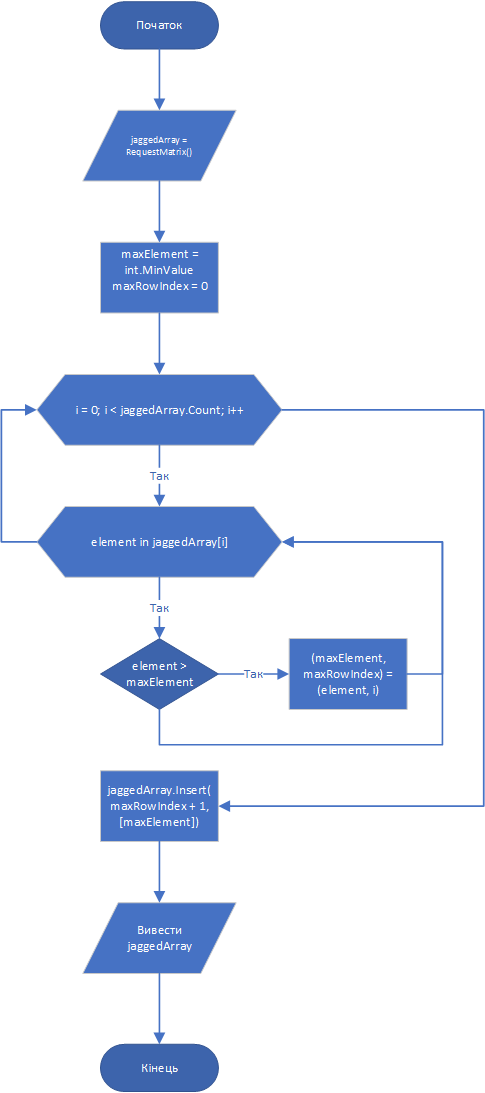 Початок
jaggedArray =
RequestMatrix()
maxElement =
int.MinValue
maxRowIndex = 0
i = 0; i < jaggedArray.Count; i++
Так
element in jaggedArray[i]
Так
element >
maxElement
Так
(maxElement,
maxRowIndex) =
(element, i)
jaggedArray.Insert(
maxRowIndex + 1,
[maxElement])
Вивести
jaggedArray
Кінець